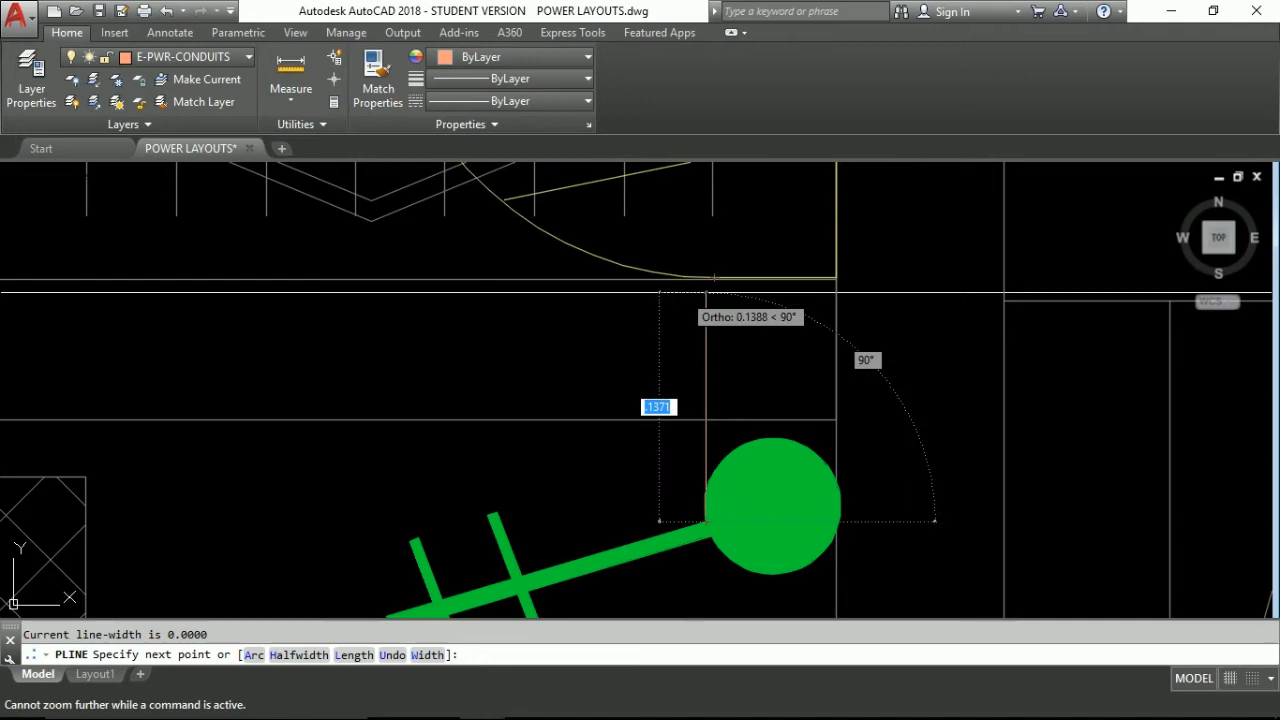 Autodesk AutoCAD 2018 - STUDENT VERSION POWER LAYOUTS.dwg
Type a keyword or phrase
Sign In
Home Insert Annotate Parametric View Manage Output Add-ins A360 Express Tools Featured Apps
E-PWR-CONDUITS
ByLayer
Make Current
ByLayer
Layer Properties
Measure
Match Properties
Match Layer
ByLayer
Layers
Utilities
Properties
Start
POWER LAYOUTS*
N
W
TOP
E
S
WCS
Ortho: 0.1388 < 90°
90°
.1371
Y
X
Current line-width is 0.0000
PLINE Specify next point or [Arc Halfwidth Length Undo Width]:
Model
Layout1
MODEL
Cannot zoom further while a command is active.